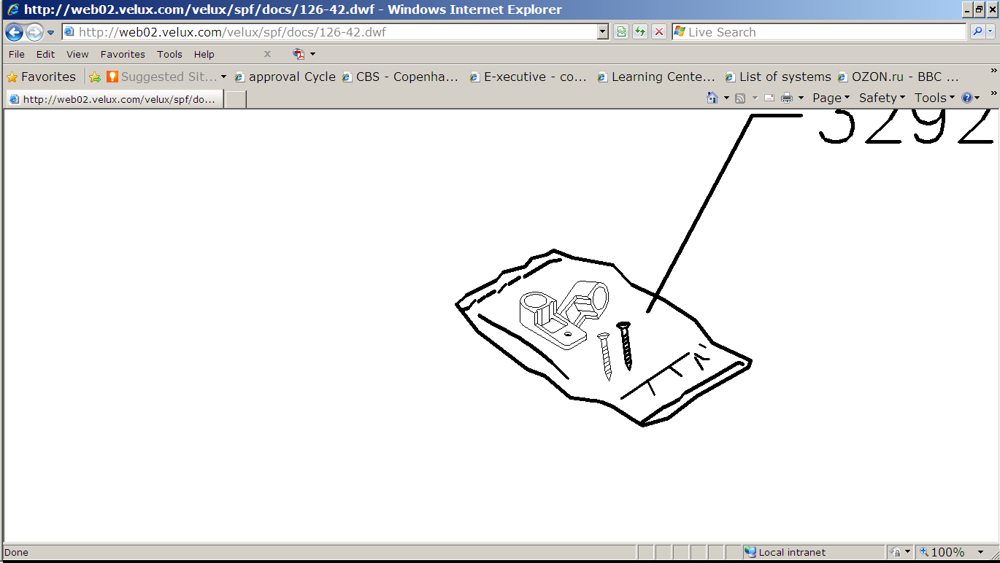 http://web02.velux.com/velux/spf/docs/126-42.dwf - Windows Internet Explorer
http://web02.velux.com/velux/spf/docs/126-42.dwf Live Search
File Edit View Favorites Tools Help x
Favorites Suggested Sit... approval Cycle CBS - Copenha... E-xecutive - co... Learning Cente... List of systems OZON.ru - BBC ... »
http://web02.velux.com/velux/spf/do... Page Safety Tools »
3292
Done Local intranet 100%